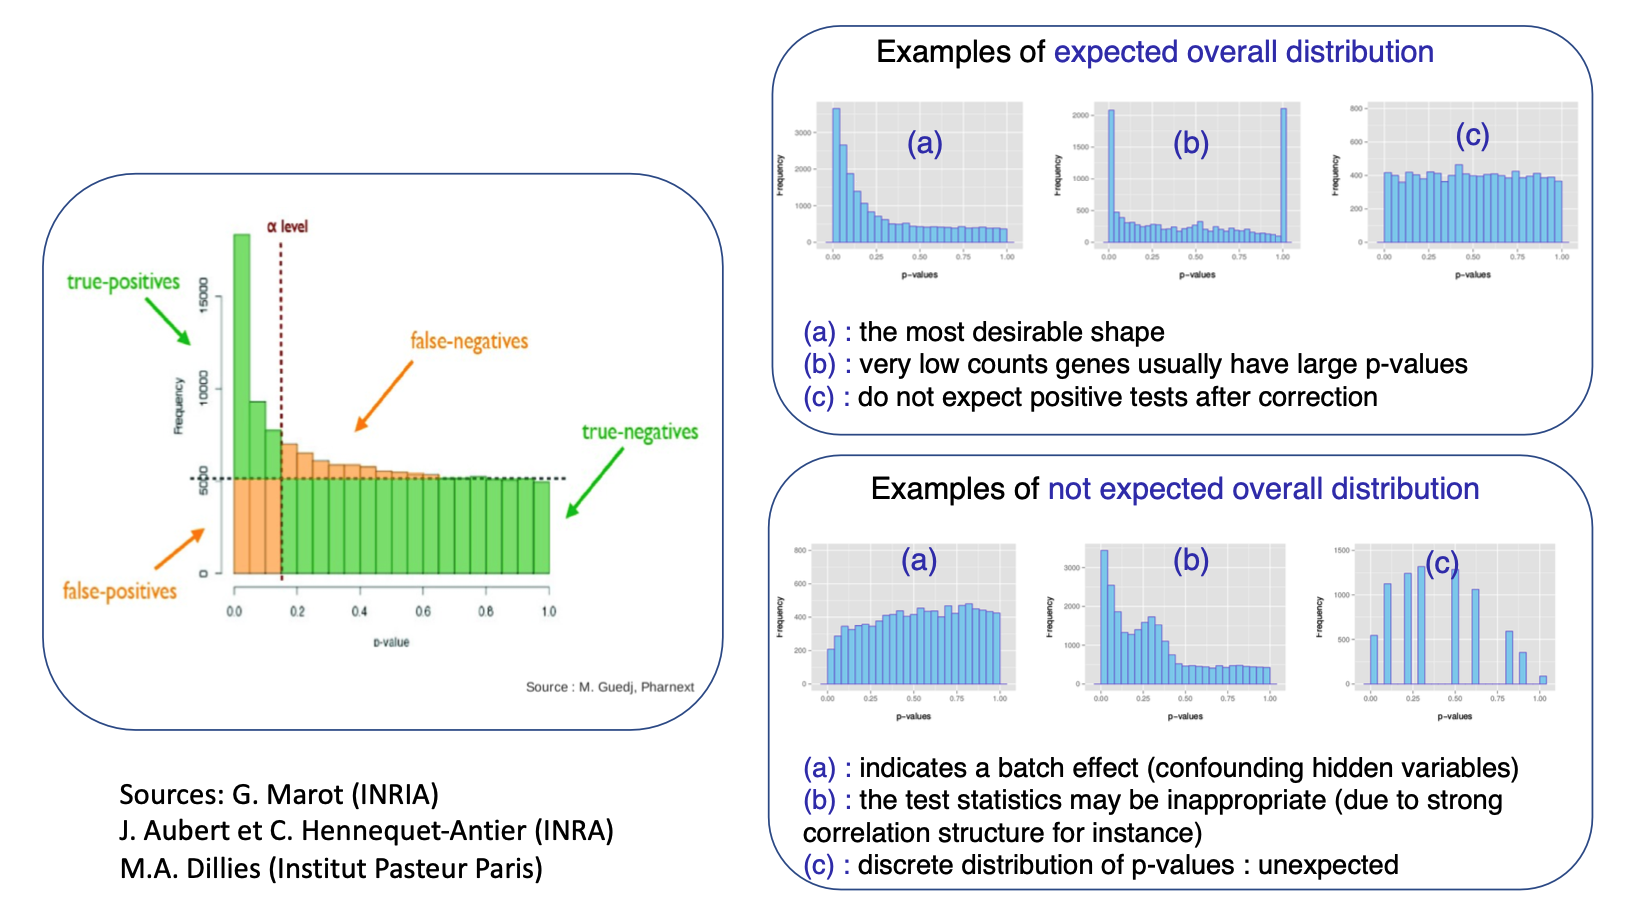 α level
true-positives
false-negatives
true-negatives
false-positives
Frequency
0
5000
10000
15000
0.0 0.2 0.4 0.6 0.8 1.0
p-value
Source : M. Guedj, Pharnext
Sources: G. Marot (INRIA)
J. Aubert et C. Hennequet-Antier (INRA)
M.A. Dillies (Institut Pasteur Paris)
Examples of expected overall distribution
(a)
3000
2000
1000
0
Frequency
0.00 0.25 0.50 0.75 1.00
p-values
(b)
2000
1500
1000
500
0
Frequency
0.00 0.25 0.50 0.75 1.00
p-values
(c)
800
600
400
200
0
Frequency
0.00 0.25 0.50 0.75 1.00
p-values
(a) : the most desirable shape
(b) : very low counts genes usually have large p-values
(c) : do not expect positive tests after correction
Examples of not expected overall distribution
(a)
800
600
400
200
0
Frequency
0.00 0.25 0.50 0.75 1.00
p-values
(b)
3000
2000
1000
0
Frequency
0.00 0.25 0.50 0.75 1.00
p-values
(c)
1500
1000
500
0
Frequency
0.00 0.25 0.50 0.75 1.00
p-values
(a) : indicates a batch effect (confounding hidden variables)
(b) : the test statistics may be inappropriate (due to strong
correlation structure for instance)
(c) : discrete distribution of p-values : unexpected